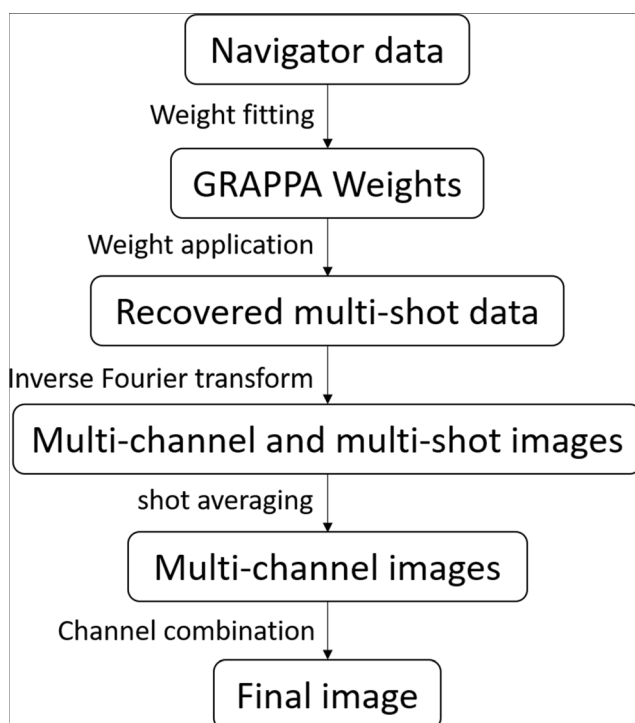 Navigator data
Weight fitting
GRAPPA Weights
Weight application
Recovered multi-shot data
Inverse Fourier transform
Multi-channel and multi-shot images
shot averaging
Multi-channel images
Channel combination
Final image